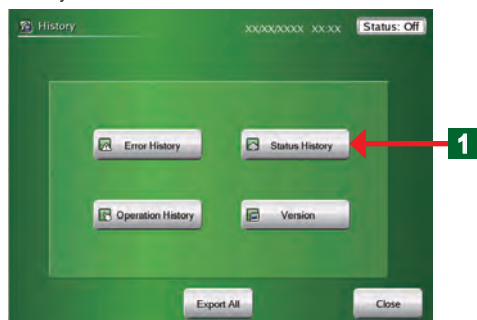 History
xx/xx/xxxx xx:xx
Status: Off
Error History
Status History
1
Operation History
Version
Export All
Close